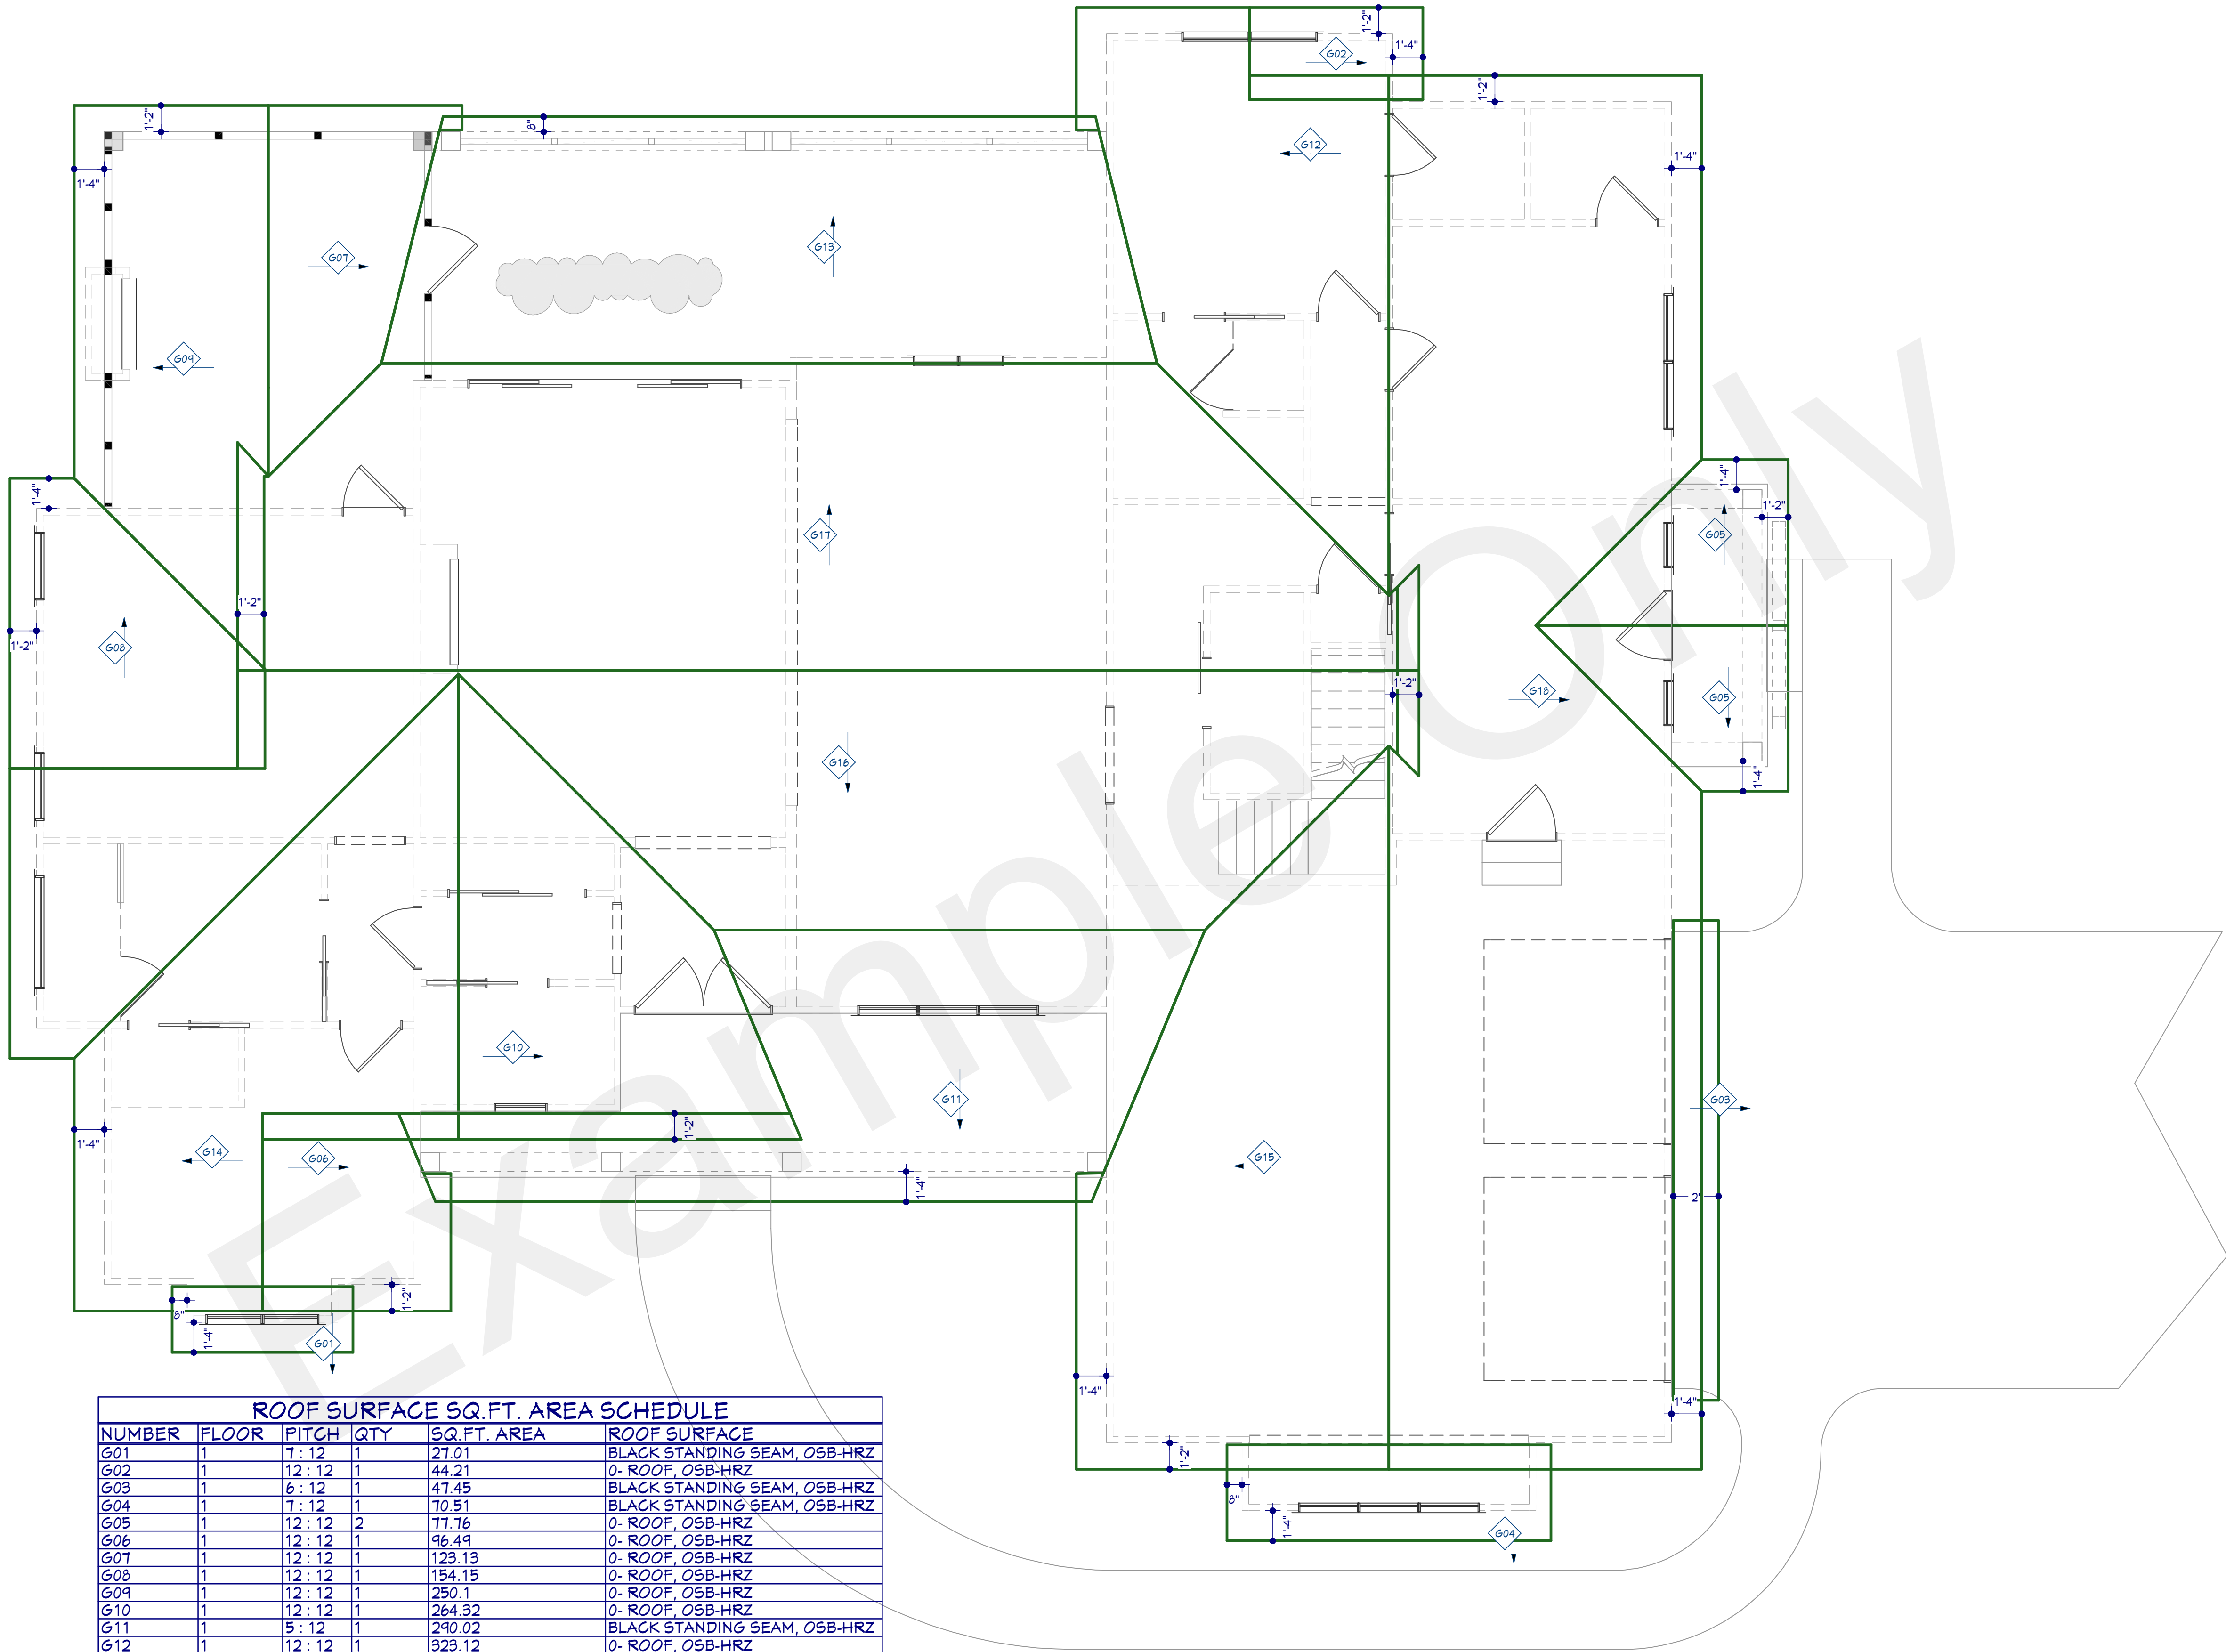 1'-2"
G02
1'-4"
1'-2"
1'-2"
8"
G12
1'-4"
1'-4"
G07
G13
G09
1'-4"
1'-4"
1'-2"
G17
G05
1'-2"
1'-2"
G08
G18
G05
1'-2"
G16
1'-4"
G10
G11
G03
1'-2"
1'-4"
G14
G06
G15
1'-4"
2'
1'-2"
8"
1'-4"
G01
1'-4"
1'-4"
1'-2"
8"
1'-4"
G04
Example Only
ROOF SURFACE SQ.FT. AREA SCHEDULE
NUMBER FLOOR PITCH QTY SQ.FT. AREA ROOF SURFACE
G01 1 7 : 12 1 27.01 BLACK STANDING SEAM, OSB-HRZ
G02 1 12 : 12 1 44.21 0- ROOF, OSB-HRZ
G03 1 6 : 12 1 47.45 BLACK STANDING SEAM, OSB-HRZ
G04 1 7 : 12 1 70.51 BLACK STANDING SEAM, OSB-HRZ
G05 1 12 : 12 2 77.76 0- ROOF, OSB-HRZ
G06 1 12 : 12 1 96.49 0- ROOF, OSB-HRZ
G07 1 12 : 12 1 123.13 0- ROOF, OSB-HRZ
G08 1 12 : 12 1 154.15 0- ROOF, OSB-HRZ
G09 1 12 : 12 1 250.1 0- ROOF, OSB-HRZ
G10 1 12 : 12 1 264.32 0- ROOF, OSB-HRZ
G11 1 5 : 12 1 290.02 BLACK STANDING SEAM, OSB-HRZ
G12 1 12 : 12 1 323.12 0- ROOF, OSB-HRZ